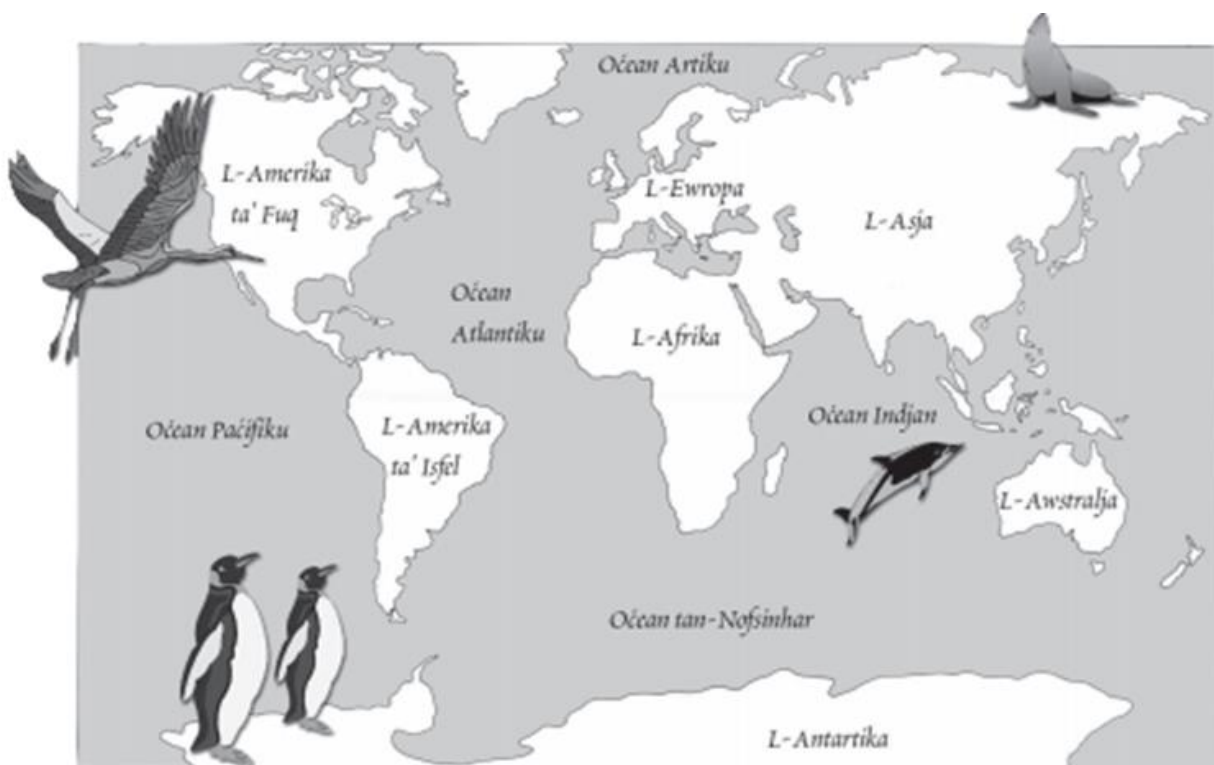 Oċean Artiku
L-Amerika
ta' Fuq
L-Ewropa
L-Asja
Oċean
Atlantiku
L-Afrika
Oċean Paċifiku
L-Amerika
ta' Isfel
Oċean Indjan
L-Awstralja
Oċean tan-Nofsinhar
L-Antartika